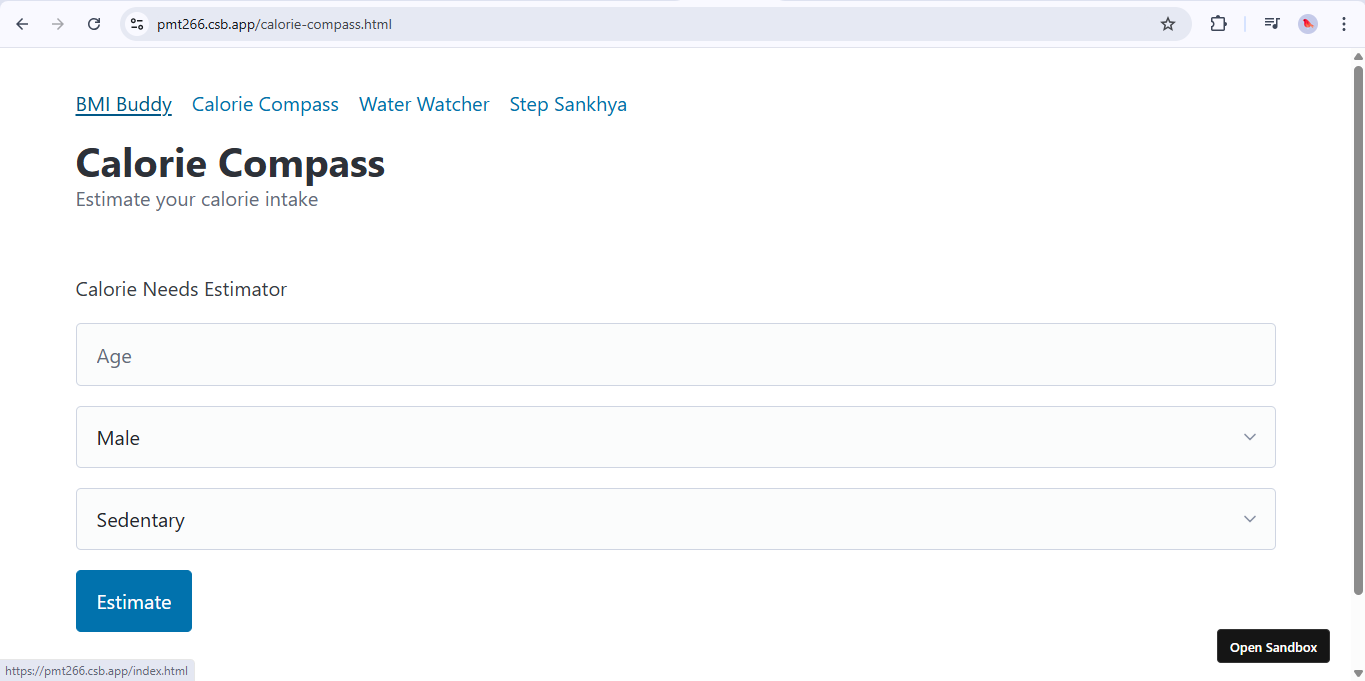 pmt266.csb.app/calorie-compass.html
BMI Buddy Calorie Compass Water Watcher Step Sankhya
Calorie Compass
Estimate your calorie intake
Calorie Needs Estimator
Age
Male
Sedentary
Estimate
Open Sandbox
https://pmt266.csb.app/index.html